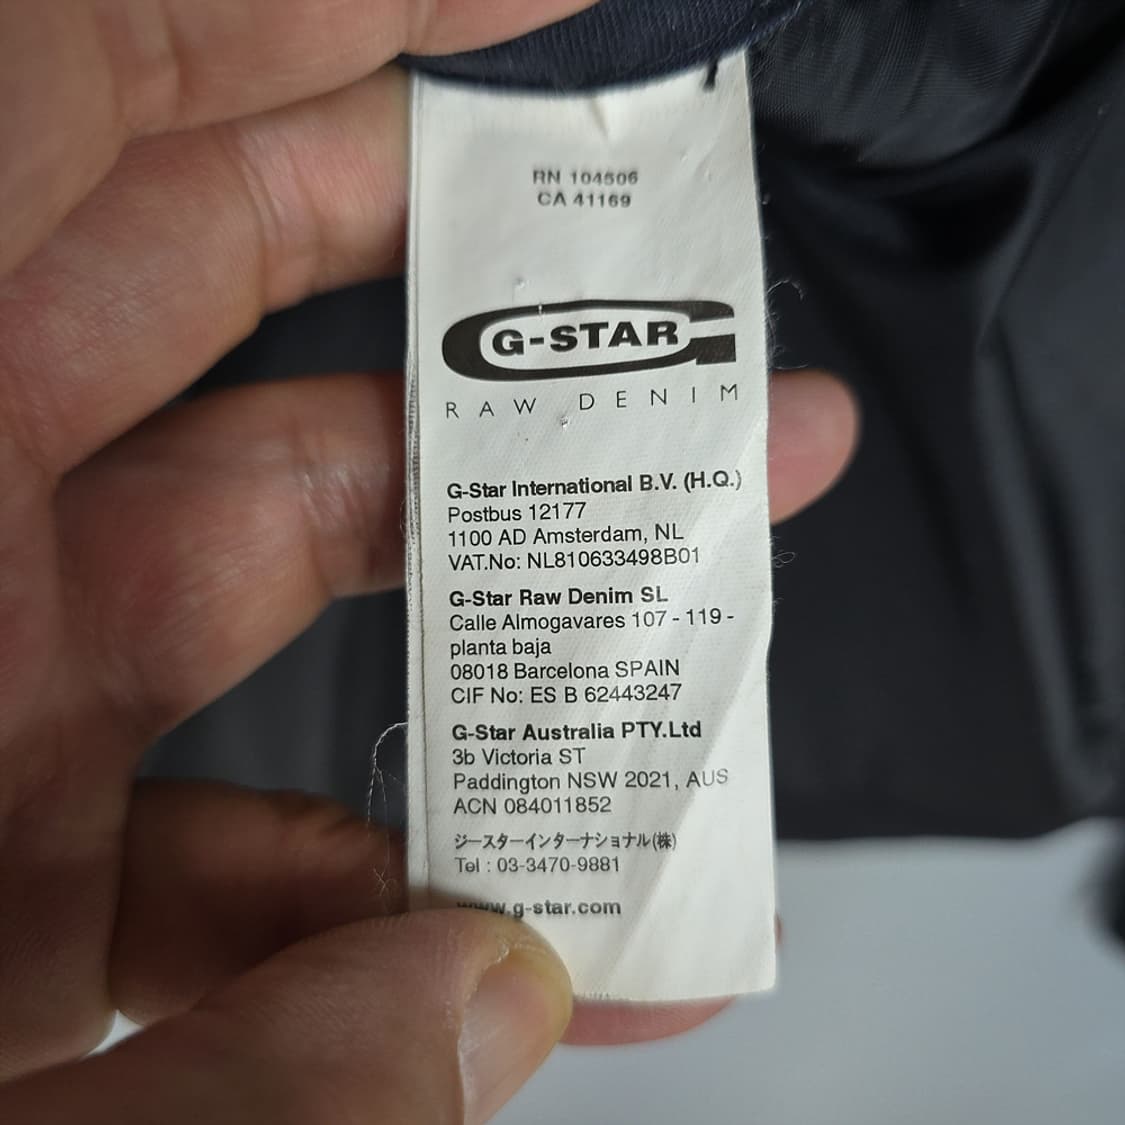 RN 104506
CA 41169
G-STAR
RAW DENIM
G-Star International B.V. (H.Q.)
Postbus 12177
1100 AD Amsterdam, NL
VAT.No: NL810633498B01
G-Star Raw Denim SL
Calle Almogavares 107 - 119 -
planta baja
08018 Barcelona SPAIN
CIF No: ES B 62443247
G-Star Australia PTY.Ltd
3b Victoria ST
Paddington NSW 2021, AUS
ACN 084011852
ジースターインターナショナル(株)
Tel : 03-3470-9881
www.g-star.com